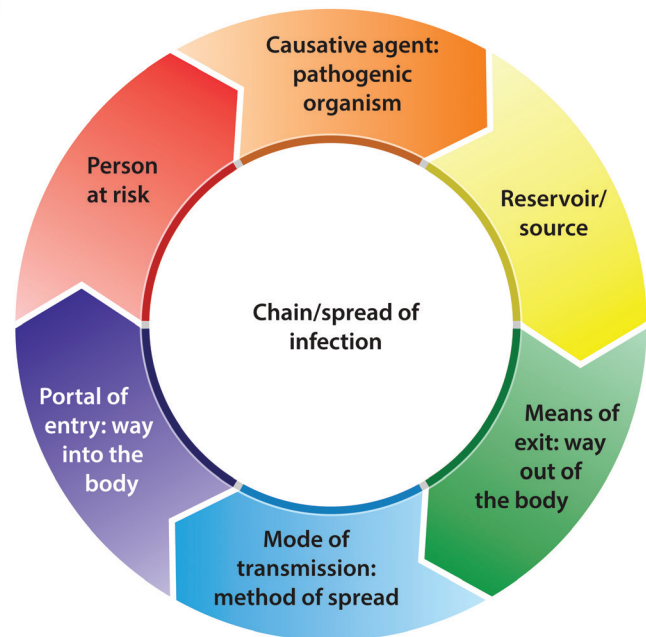 Causative agent:
pathogenic
organism
Reservoir/
source
Means of
exit: way
out of
the body
Mode of
transmission:
method of spread
Portal of
entry: way
into the
body
Person
at risk
Chain/spread of
infection